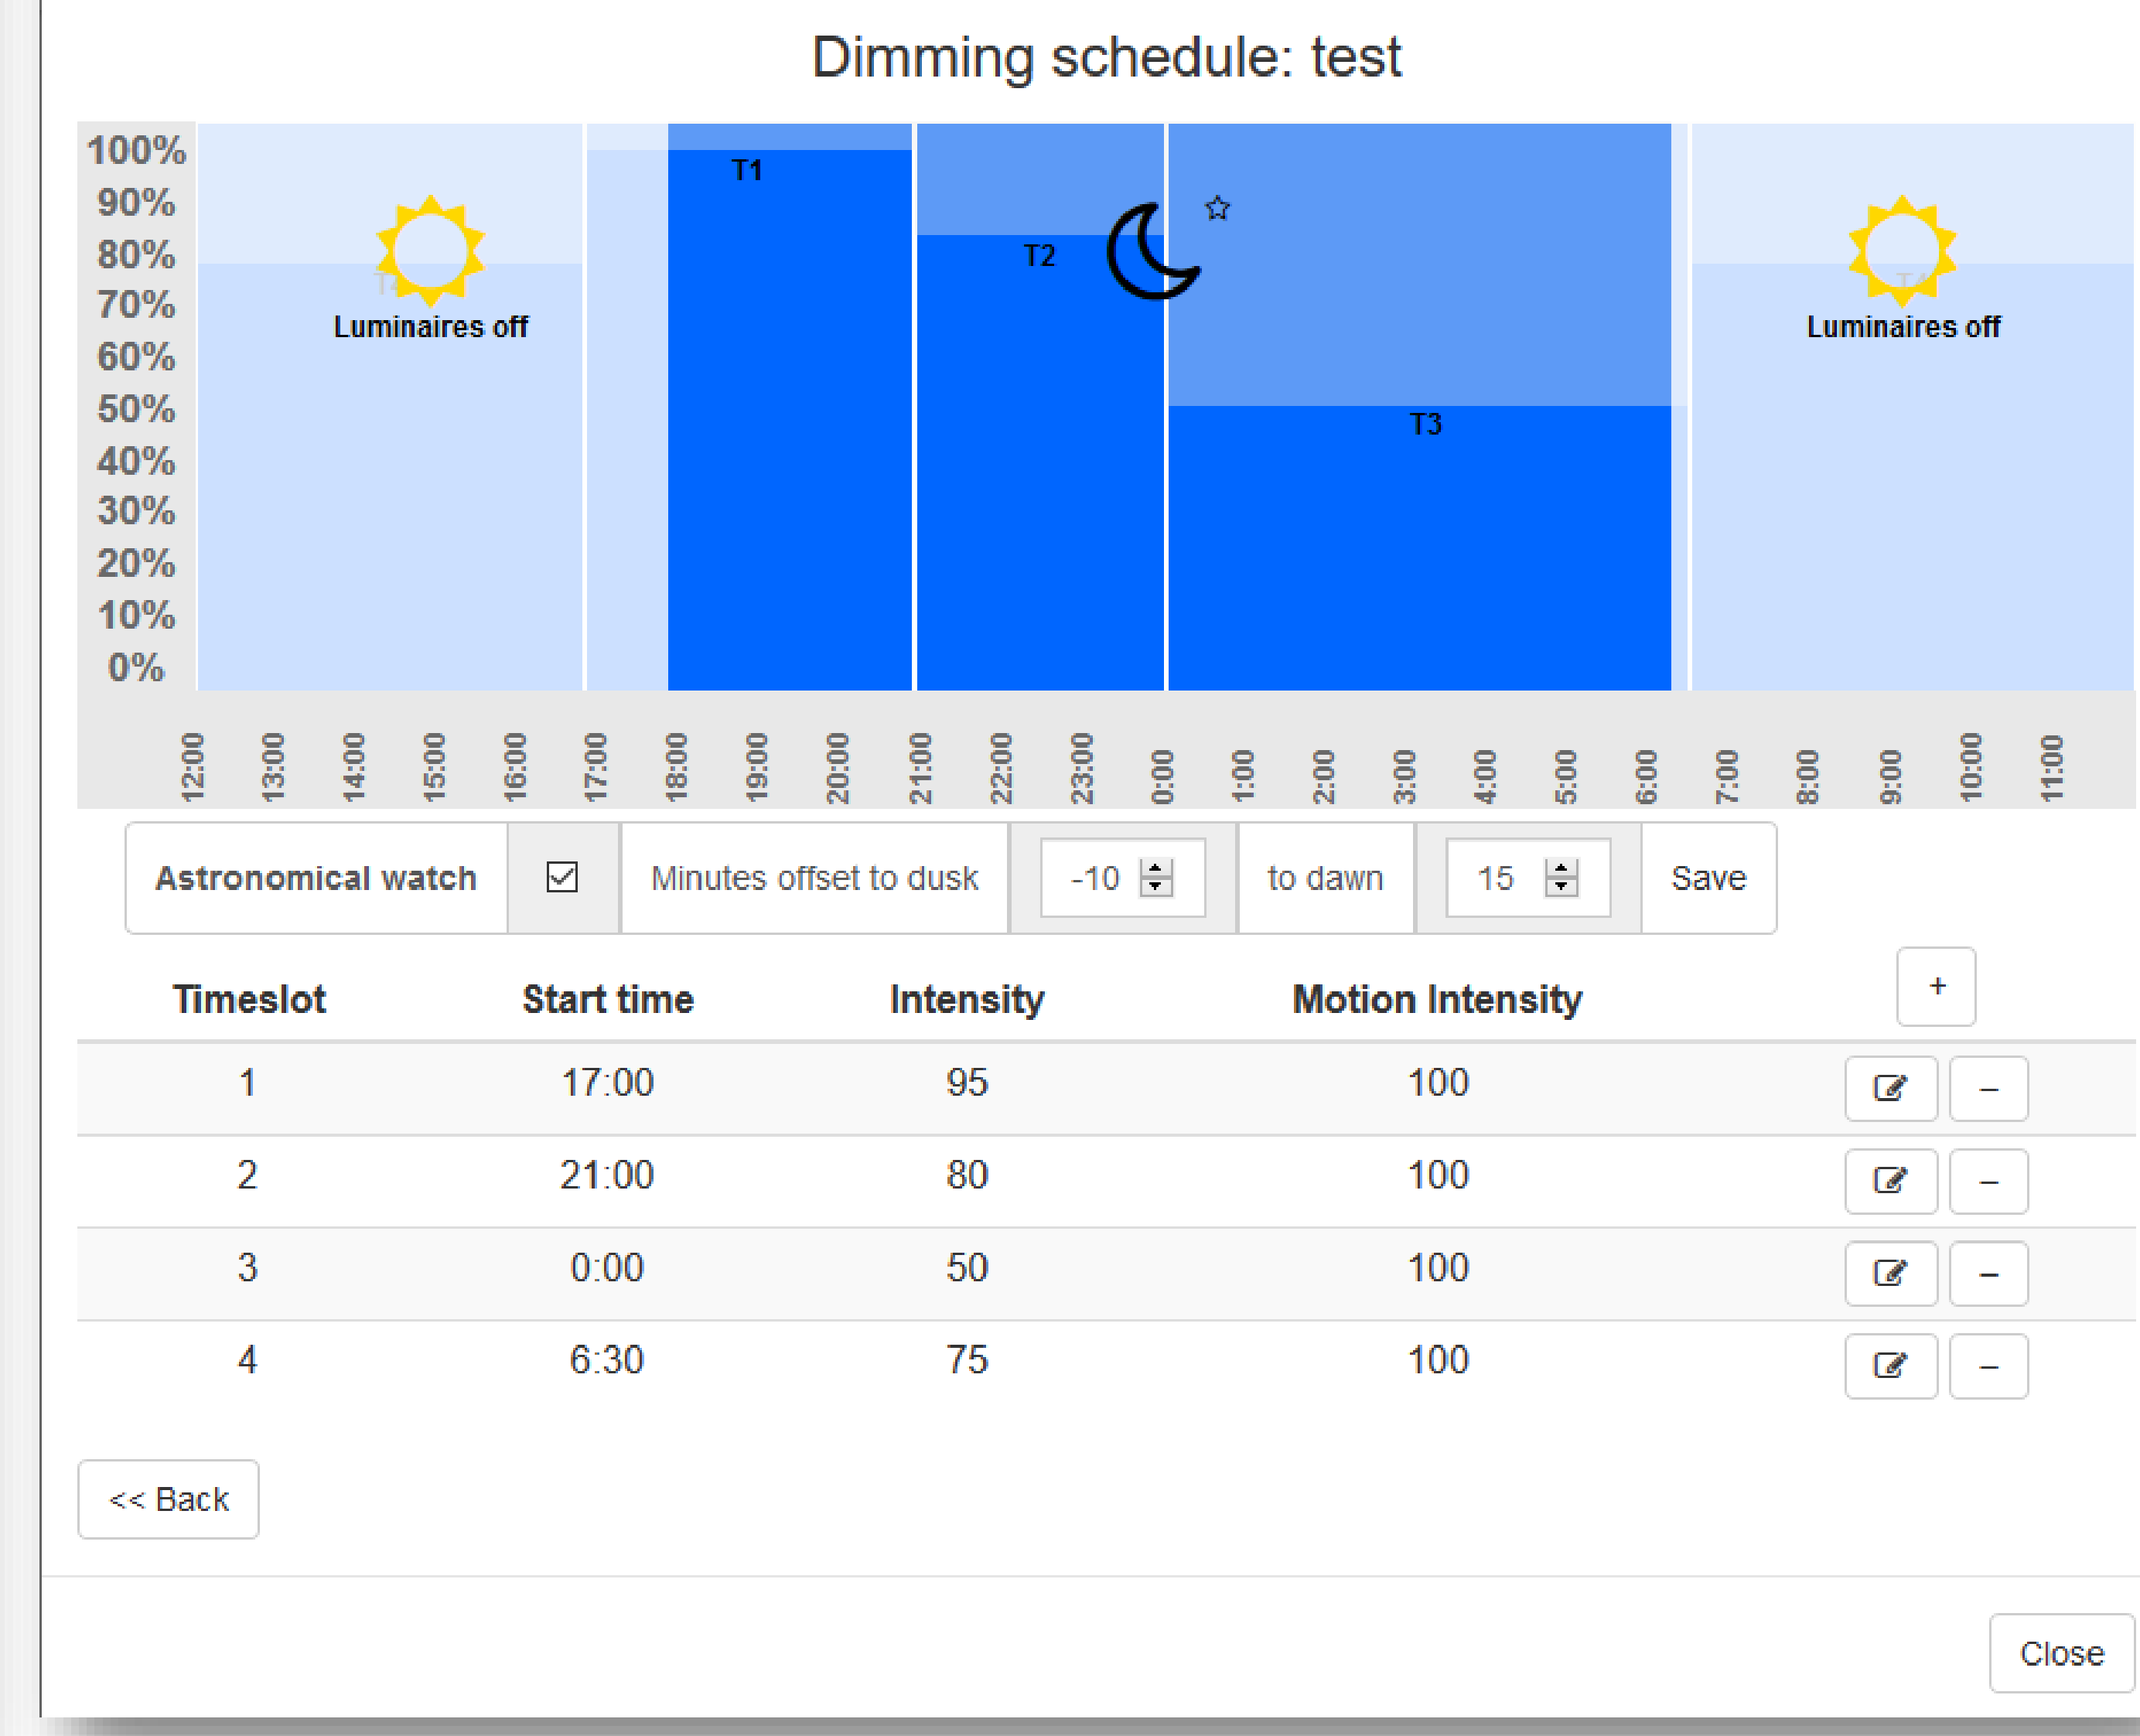 Dimming schedule: test
100%
90%
80%
70%
60%
50%
40%
30%
20%
10%
0%
T1
T2
T3
T4
Luminaires off
T4
Luminaires off
12:00 13:00 14:00 15:00 16:00 17:00 18:00 19:00 20:00 21:00 22:00 23:00 0:00 1:00 2:00 3:00 4:00 5:00 6:00 7:00 8:00 9:00 10:00 11:00
Astronomical watch Minutes offset to dusk -10 to dawn 15 Save
Timeslot Start time Intensity Motion Intensity +
1 17:00 95 100 –
2 21:00 80 100 –
3 0:00 50 100 –
4 6:30 75 100 –
<< Back
Close